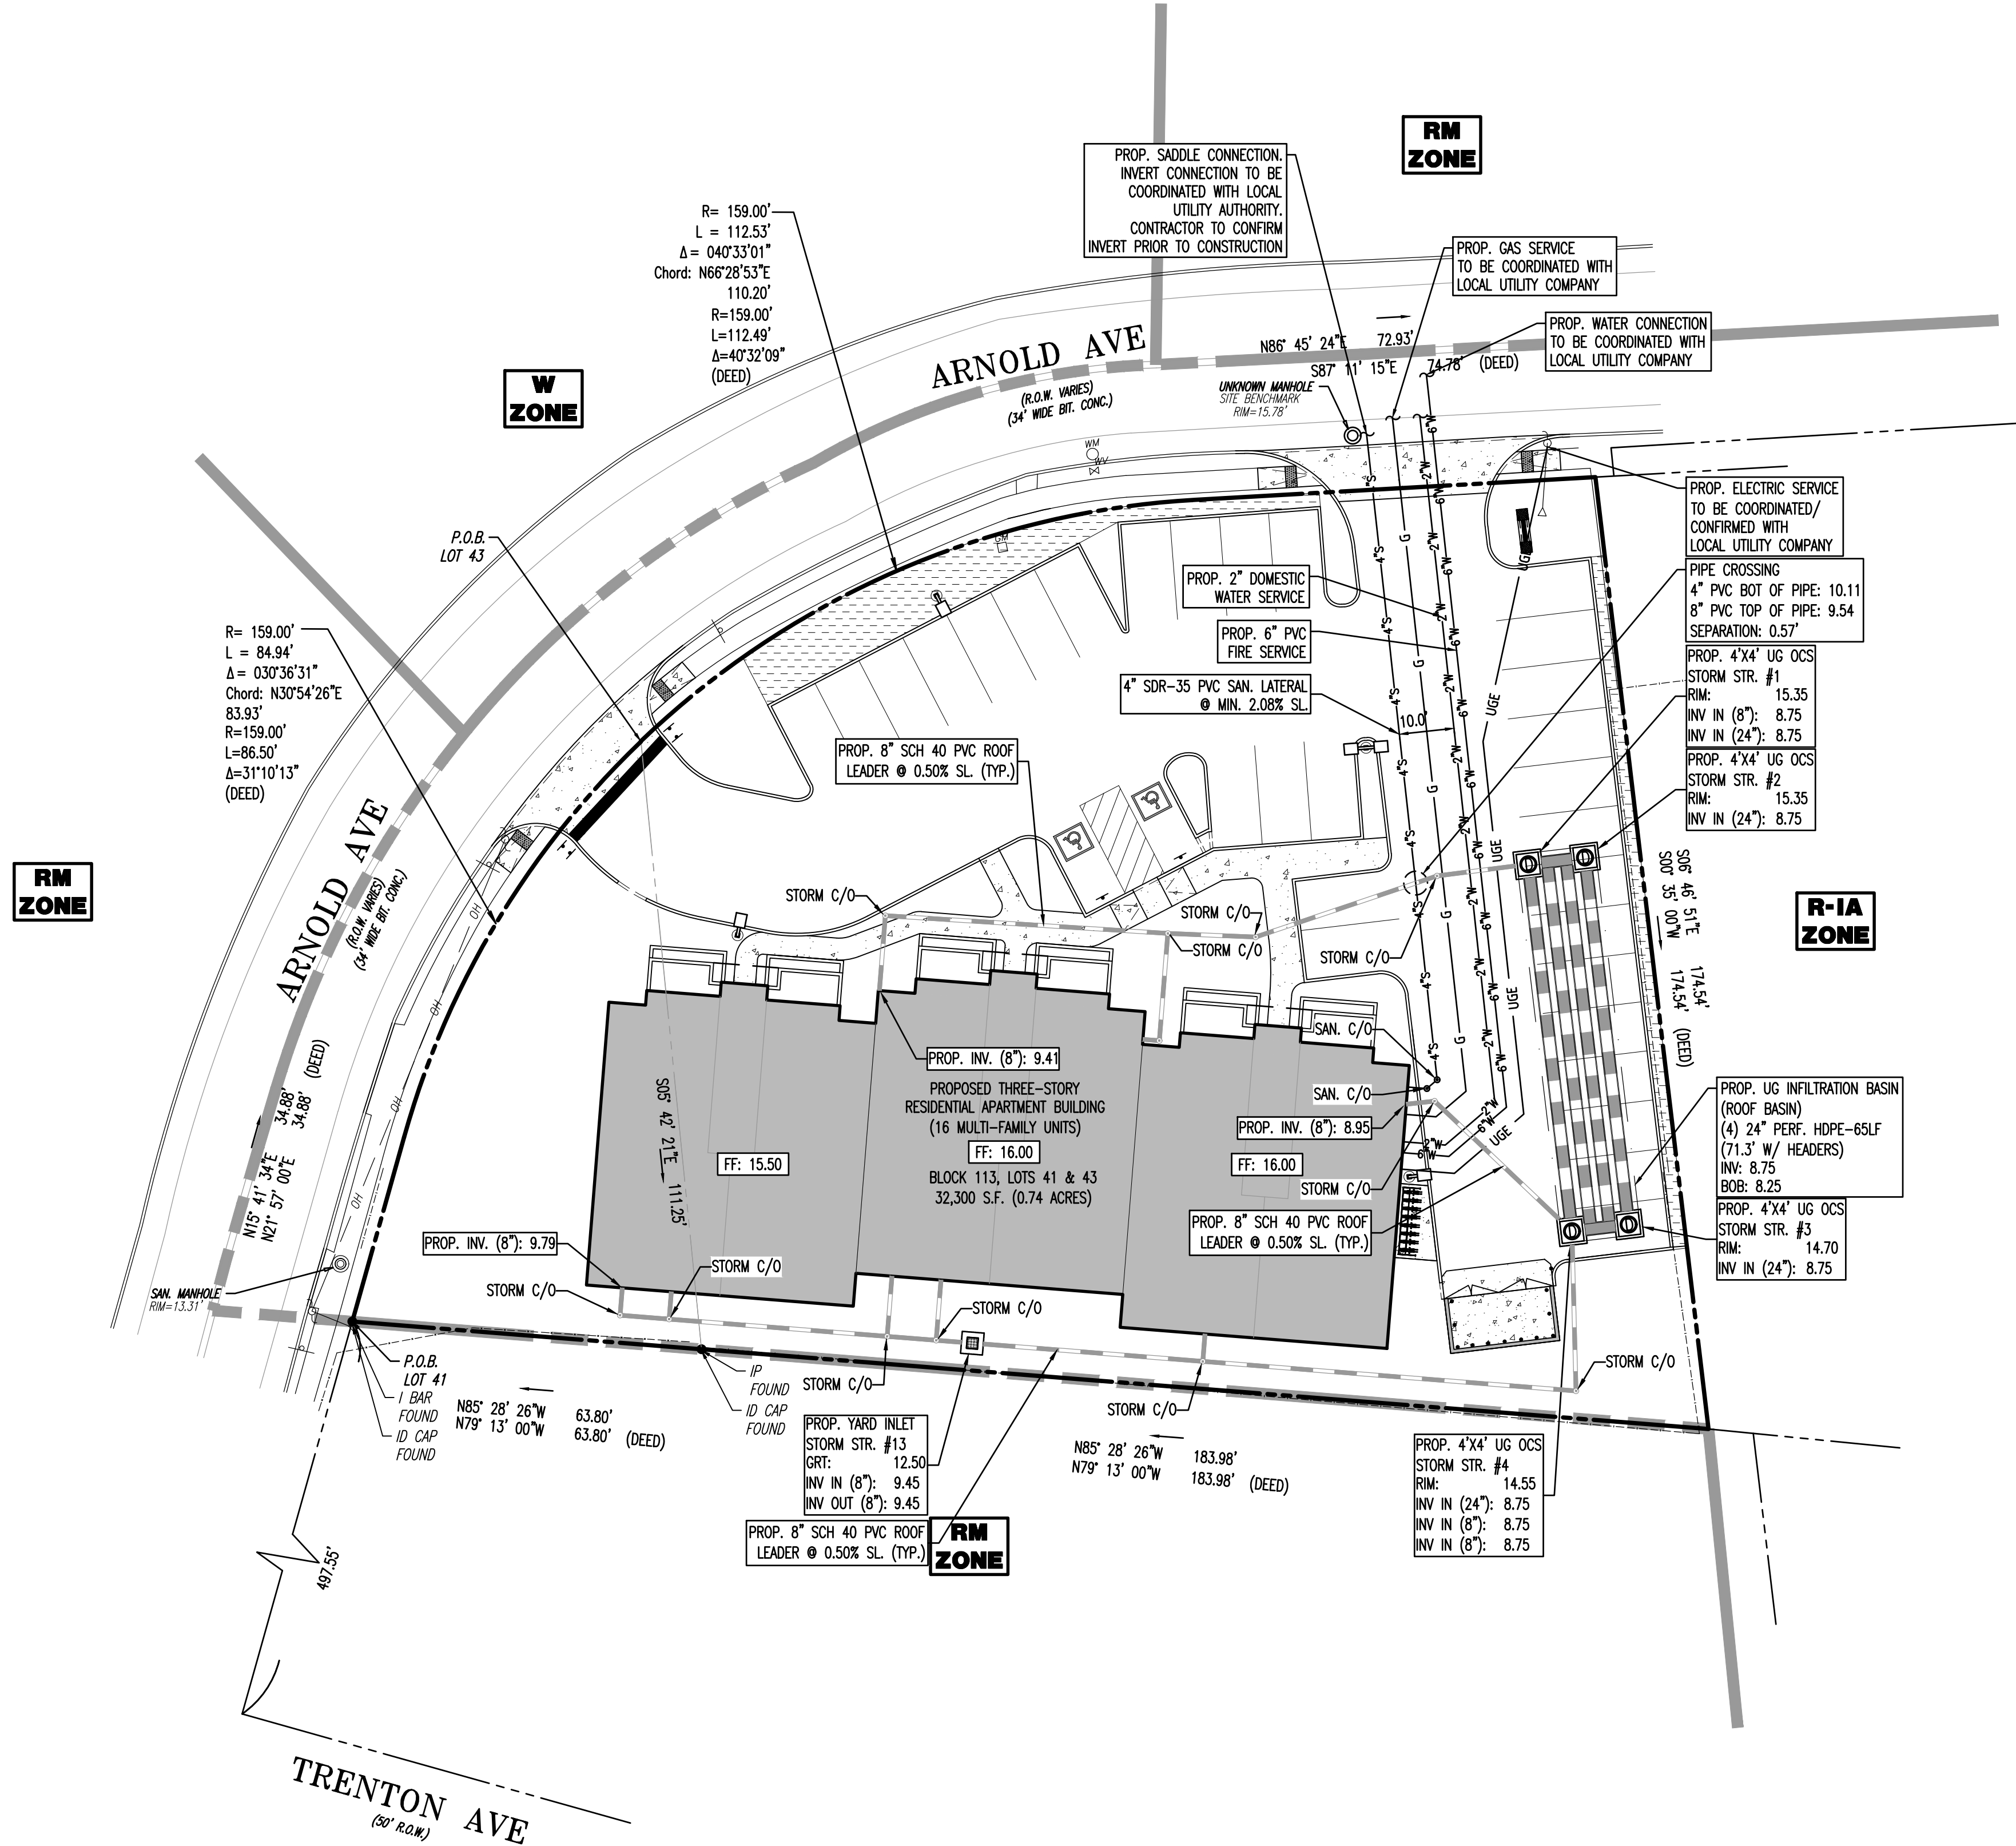 RM
ZONE
PROP. SADDLE CONNECTION.
INVERT CONNECTION TO BE
COORDINATED WITH LOCAL
UTILITY AUTHORITY.
CONTRACTOR TO CONFIRM
INVERT PRIOR TO CONSTRUCTION
R= 159.00'
L = 112.53'
Δ = 040°33'01"
Chord: N66°28'53"E
110.20'
R=159.00'
L=112.49'
Δ=40°32'09"
(DEED)
PROP. GAS SERVICE
TO BE COORDINATED WITH
LOCAL UTILITY COMPANY
PROP. WATER CONNECTION
TO BE COORDINATED WITH
LOCAL UTILITY COMPANY
N86° 45' 24"E 72.93'
S87° 11' 15"E 74.78' (DEED)
ARNOLD AVE
(R.O.W. VARIES)
(34' WIDE BIT. CONC.)
W
ZONE
UNKNOWN MANHOLE
SITE BENCHMARK
RIM=15.78'
WM
WV
GM
P.O.B.
LOT 43
PROP. ELECTRIC SERVICE
TO BE COORDINATED/
CONFIRMED WITH
LOCAL UTILITY COMPANY
PIPE CROSSING
4" PVC BOT OF PIPE: 10.11
8" PVC TOP OF PIPE: 9.54
SEPARATION: 0.57'
PROP. 2" DOMESTIC
WATER SERVICE
PROP. 6" PVC
FIRE SERVICE
4" SDR-35 PVC SAN. LATERAL
@ MIN. 2.08% SL.
10.0'
R= 159.00'
L = 84.94'
Δ = 030°36'31"
Chord: N30°54'26"E
83.93'
R=159.00'
L=86.50'
Δ=31°10'13"
(DEED)
PROP. 4'X4' UG OCS
STORM STR. #1
RIM: 15.35
INV IN (8"): 8.75
INV IN (24"): 8.75
PROP. 4'X4' UG OCS
STORM STR. #2
RIM: 15.35
INV IN (24"): 8.75
PROP. 8" SCH 40 PVC ROOF
LEADER @ 0.50% SL. (TYP.)
4"S
G
2"W
6"W
UGE
OH
ARNOLD AVE
(R.O.W. VARIES)
(34' WIDE BIT. CONC.)
RM
ZONE
R-1A
ZONE
S06° 46' 51"E 174.54'
S00° 35' 00"W 174.54' (DEED)
STORM C/O
STORM C/O
STORM C/O
STORM C/O
SAN. C/O
SAN. C/O
PROP. INV. (8"): 9.41
PROPOSED THREE-STORY
RESIDENTIAL APARTMENT BUILDING
(16 MULTI-FAMILY UNITS)
FF: 16.00
BLOCK 113, LOTS 41 & 43
32,300 S.F. (0.74 ACRES)
FF: 15.50
FF: 16.00
S05° 42' 21"E 111.25'
PROP. INV. (8"): 8.95
STORM C/O
PROP. 8" SCH 40 PVC ROOF
LEADER @ 0.50% SL. (TYP.)
PROP. UG INFILTRATION BASIN
(ROOF BASIN)
(4) 24" PERF. HDPE-65LF
(71.3' W/ HEADERS)
INV: 8.75
BOB: 8.25
PROP. 4'X4' UG OCS
STORM STR. #3
RIM: 14.70
INV IN (24"): 8.75
N15° 41' 34"E 34.88'
N21° 57' 00"E 34.88' (DEED)
PROP. INV. (8"): 9.79
STORM C/O
STORM C/O
STORM C/O
SAN. MANHOLE
RIM=13.31'
P.O.B.
LOT 41
I BAR
FOUND
ID CAP
FOUND
IP
FOUND
ID CAP
FOUND
STORM C/O
STORM C/O
STORM C/O
N85° 28' 26"W 63.80'
N79° 13' 00"W 63.80' (DEED)
N85° 28' 26"W 183.98'
N79° 13' 00"W 183.98' (DEED)
PROP. YARD INLET
STORM STR. #13
GRT: 12.50
INV IN (8"): 9.45
INV OUT (8"): 9.45
PROP. 8" SCH 40 PVC ROOF
LEADER @ 0.50% SL. (TYP.)
RM
ZONE
PROP. 4'X4' UG OCS
STORM STR. #4
RIM: 14.55
INV IN (24"): 8.75
INV IN (8"): 8.75
INV IN (8"): 8.75
497.55'
TRENTON AVE
(50' R.O.W.)